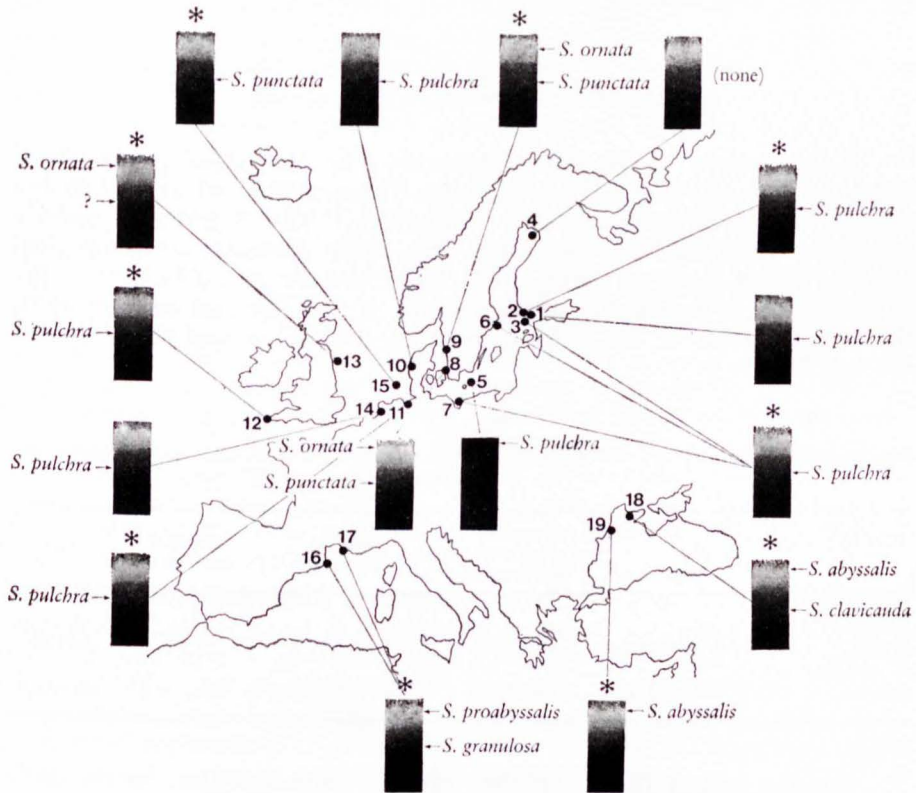 * * *
S. punctata S. pulchra S. ornata (none)
S. punctata
*
S. ornata
?
*
S. pulchra
4
*
S. pulchra
2 1
3
6
S. pulchra
9
13 10 8
15 5
12 14 11 7
S. ornata S. pulchra
S. punctata
S. pulchra
*
S. pulchra
18
19
17
16
*
S. pulchra
*
S. abyssalis
S. clavicauda
*
S. proabyssalis
S. granulosa
*
S. abyssalis